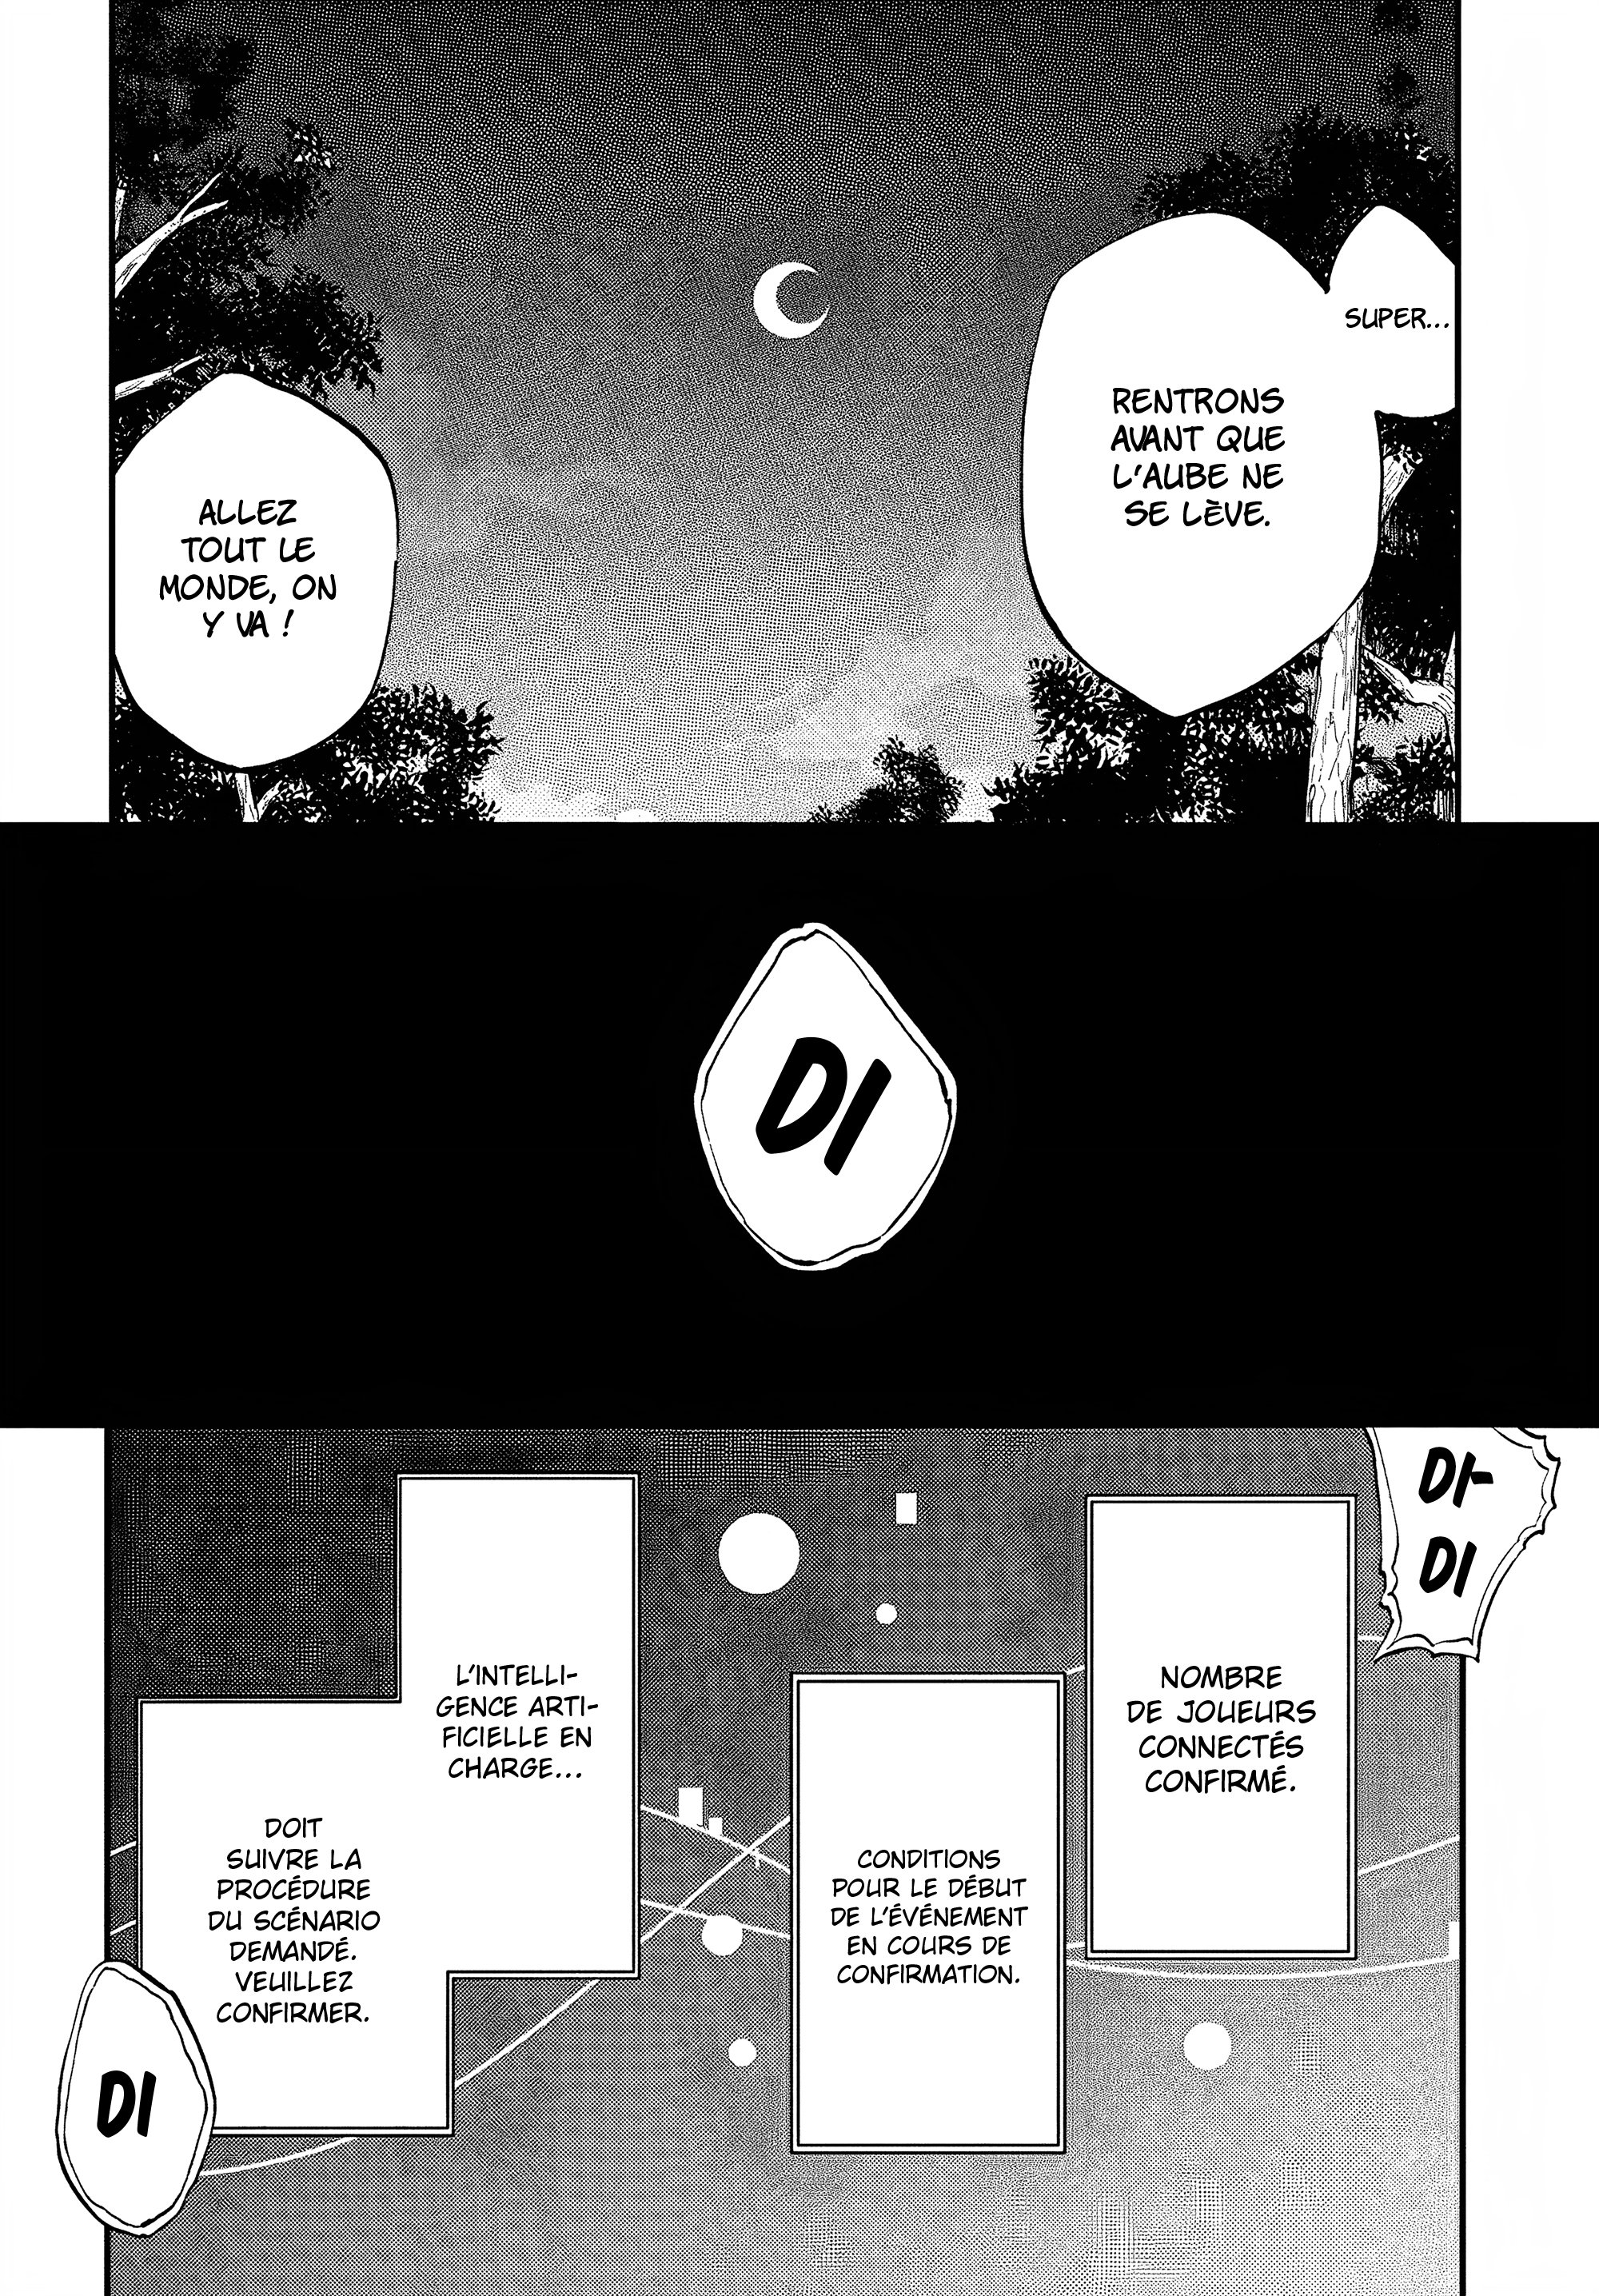 SUPER...
RENTRONS
AVANT QUE
L'AUBE NE
SE LÈVE.
ALLEZ
TOUT LE
MONDE, ON
Y VA !
DI
DI-
DI
NOMBRE
DE JOUEURS
CONNECTÉS
CONFIRMÉ.
CONDITIONS
POUR LE DÉBUT
DE L'ÉVÉNEMENT
EN COURS DE
CONFIRMATION.
L'INTELLI-
GENCE ARTI-
FICIELLE EN
CHARGE...
DOIT
SUIVRE LA
PROCÉDURE
DU SCÉNARIO
DEMANDÉ.
VEUILLEZ
CONFIRMER.
DI